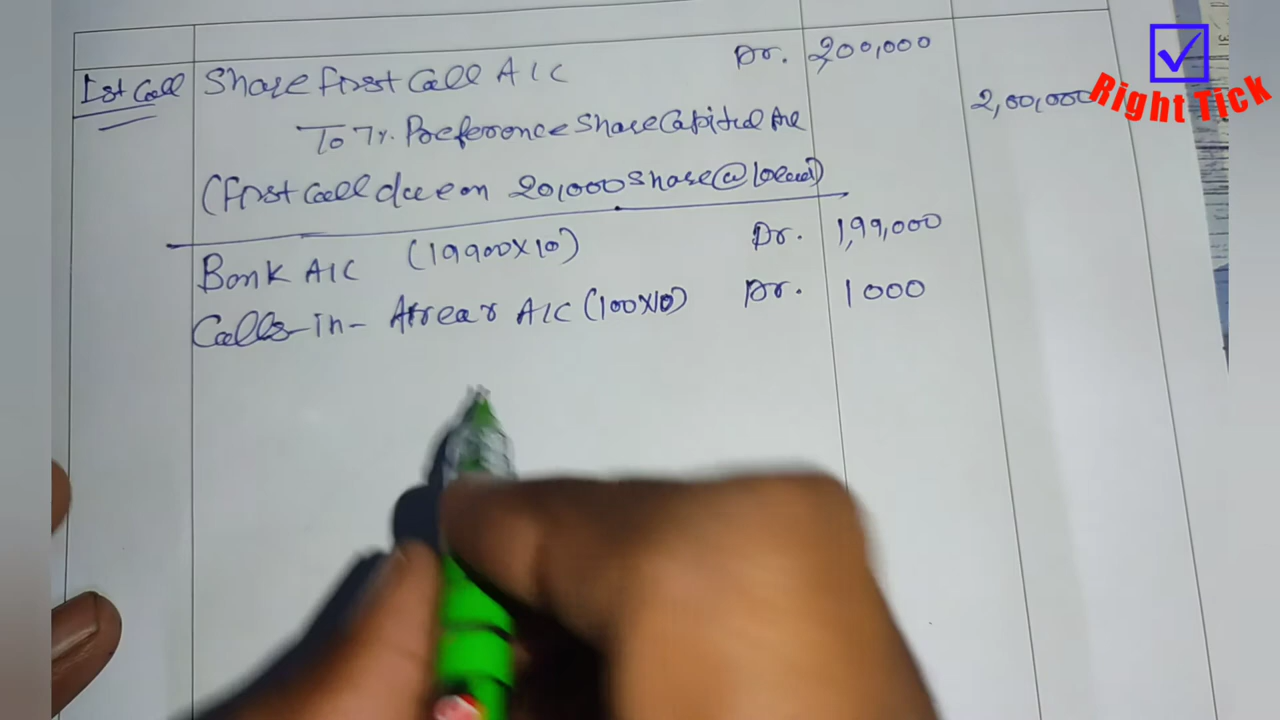 Ist Call Share First Call A/C Dr. 2,00,000
To 7%. Preference Share Capital A/c 2,00,000
(First Call due on 20,000 Share @ 10 each)
Bank A/C (19900×10) Dr. 1,99,000
Calls-in-Arrear A/C (100×10) Dr. 1000
Right Tick